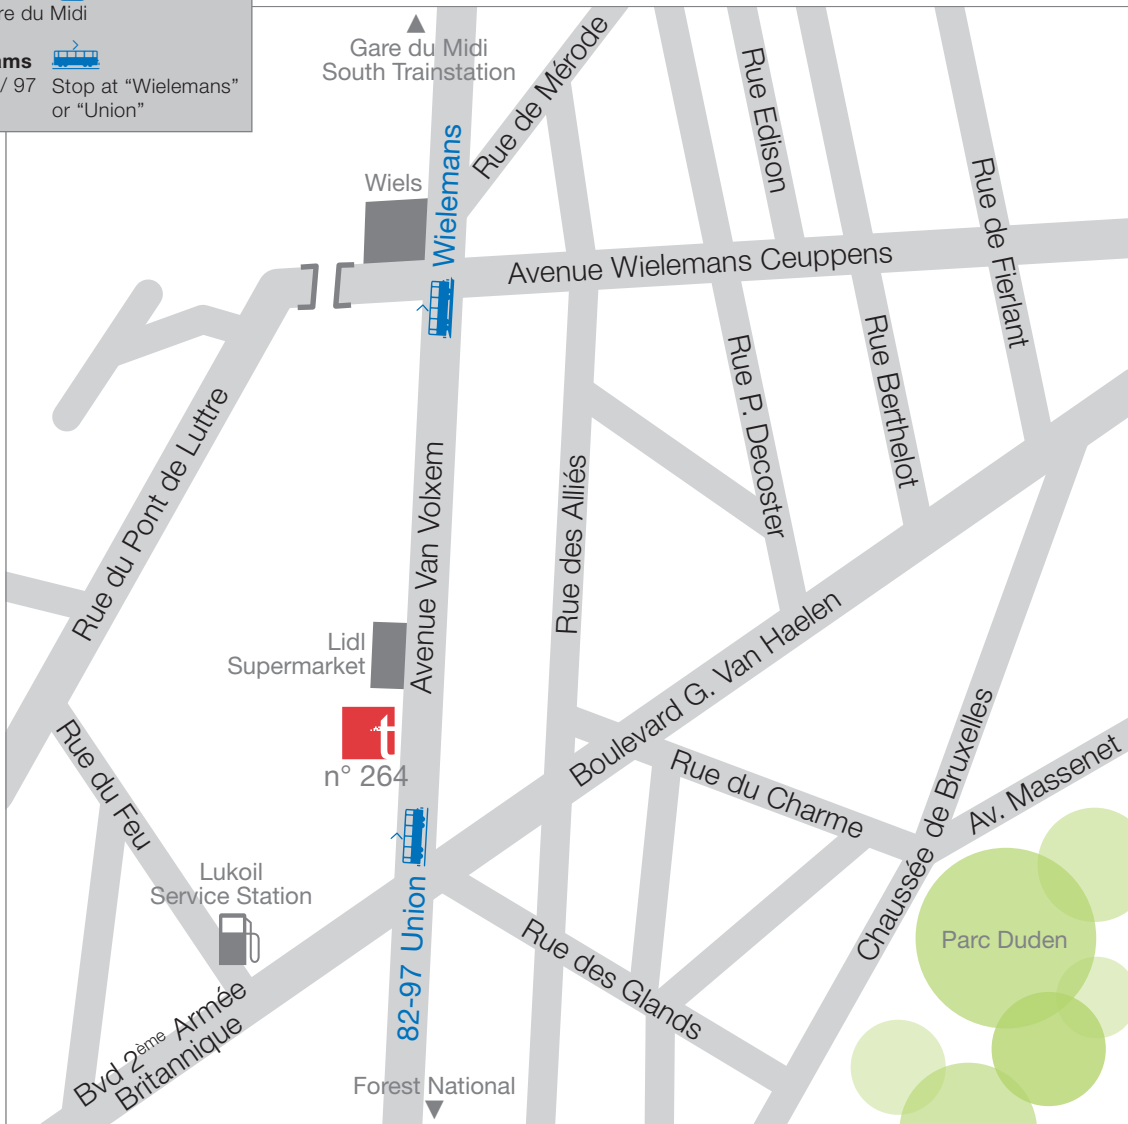 du Midi
/ 97 Stop at “Wielemans”
or “Union”
Gare du Midi
South Trainstation
Rue de Mérode
Rue Edison
Wielemans
Wiels
Rue de Fierlant
Avenue Wielemans Ceuppens
Rue Berthelot
Rue P. Decoster
Rue du Pont de Luttre
Avenue Van Volxem
Rue des Alliés
Boulevard G. Van Haelen
Lidl
Supermarket
n° 264
Rue du Feu
Rue du Charme
Chaussée de Bruxelles
Av. Massenet
Lukoil
Service Station
82-97 Union
Rue des Glands
Parc Duden
Bvd 2ème Armée
Britannique
Forest National